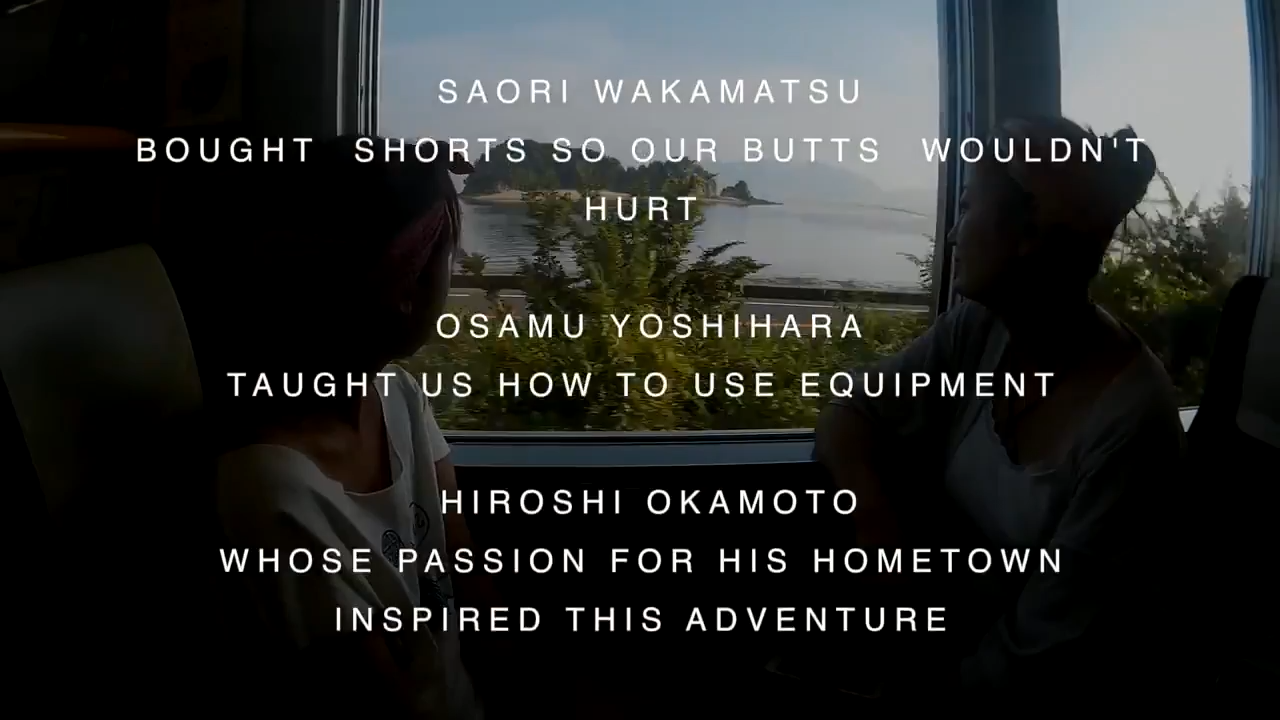 SAORI WAKAMATSU
BOUGHT SHORTS SO OUR BUTTS WOULDN'T
HURT
OSAMU YOSHIHARA
TAUGHT US HOW TO USE EQUIPMENT
HIROSHI OKAMOTO
WHOSE PASSION FOR HIS HOMETOWN
INSPIRED THIS ADVENTURE